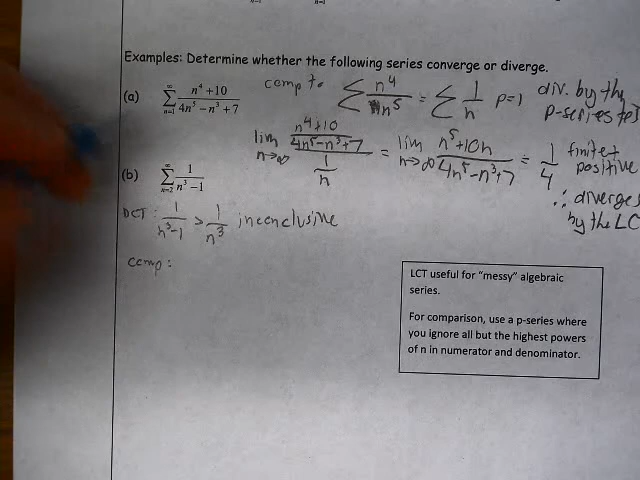 Examples: Determine whether the following series converge or diverge.
(a) ∑_{n=1}^{∞} (n⁴+10)/(4n⁵−n³+7) comp to ∑ n⁴/n⁵ = ∑ 1/n p=1 div. by the
p-series test
lim_{n→∞} ((n⁴+10)/(4n⁵−n³+7))/(1/n) = lim_{n→∞} (n⁵+10n)/(4n⁵−n³+7) = 1/4 finite +
positive
∴ diverges
by the LC
(b) ∑_{n=2}^{∞} 1/(n³−1)
DCT: 1/(n³−1) > 1/n³ inconclusive
comp:
LCT useful for "messy" algebraic
series.
For comparison, use a p-series where
you ignore all but the highest powers
of n in numerator and denominator.